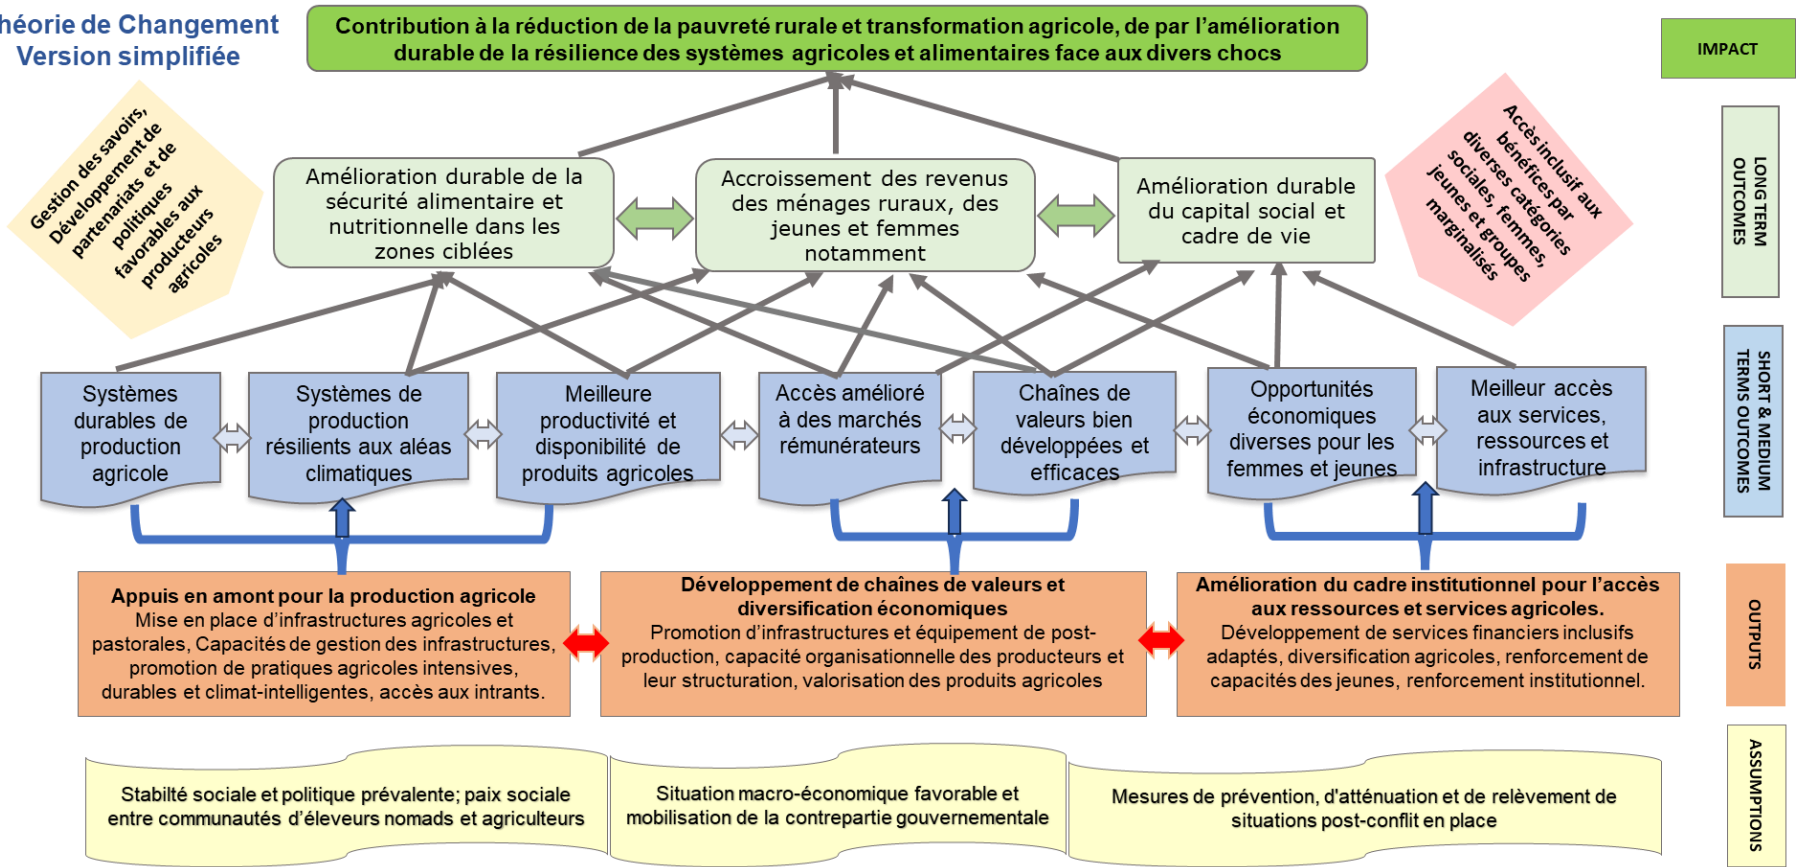 héorie de Changement
Version simplifiée
Contribution à la réduction de la pauvreté rurale et transformation agricole, de par l’amélioration
durable de la résilience des systèmes agricoles et alimentaires face aux divers chocs
IMPACT
Gestion des savoirs,
Développement de
partenariats et de
politiques
favorables aux
producteurs
agricoles
Amélioration durable de la
sécurité alimentaire et
nutritionnelle dans les
zones ciblées
Accroissement des revenus
des ménages ruraux, des
jeunes et femmes
notamment
Amélioration durable
du capital social et
cadre de vie
Accès inclusif aux
bénéfices par
diverses catégories
sociales, femmes,
jeunes et groupes
marginalisés
LONG TERM
OUTCOMES
Systèmes
durables de
production
agricole
Systèmes de
production
résilients aux aléas
climatiques
Meilleure
productivité et
disponibilité de
produits agricoles
Accès amélioré
à des marchés
rémunérateurs
Chaînes de
valeurs bien
développées et
efficaces
Opportunités
économiques
diverses pour les
femmes et jeunes
Meilleur accès
aux services,
ressources et
infrastructure
SHORT & MEDIUM
TERMS OUTCOMES
Appuis en amont pour la production agricole
Mise en place d’infrastructures agricoles et
pastorales, Capacités de gestion des infrastructures,
promotion de pratiques agricoles intensives,
durables et climat-intelligentes, accès aux intrants.
Développement de chaînes de valeurs et
diversification économiques
Promotion d’infrastructures et équipement de post-
production, capacité organisationnelle des producteurs et
leur structuration, valorisation des produits agricoles
Amélioration du cadre institutionnel pour l’accès
aux ressources et services agricoles.
Développement de services financiers inclusifs
adaptés, diversification agricoles, renforcement de
capacités des jeunes, renforcement institutionnel.
OUTPUTS
Stabilté sociale et politique prévalente; paix sociale
entre communautés d’éleveurs nomads et agriculteurs
Situation macro-économique favorable et
mobilisation de la contrepartie gouvernementale
Mesures de prévention, d'atténuation et de relèvement de
situations post-conflit en place
ASSUMPTIONS